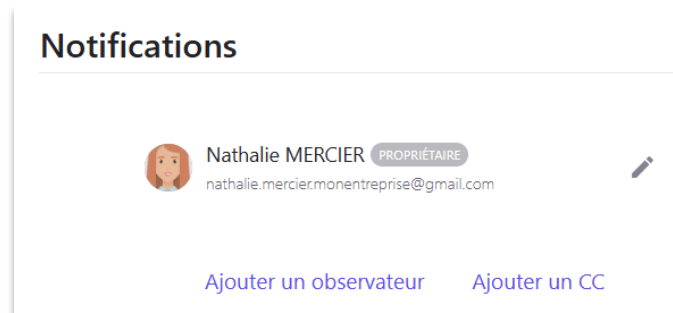 Notifications
Nathalie MERCIER PROPRIÉTAIRE
nathalie.mercier.monentreprise@gmail.com
Ajouter un observateur Ajouter un CC